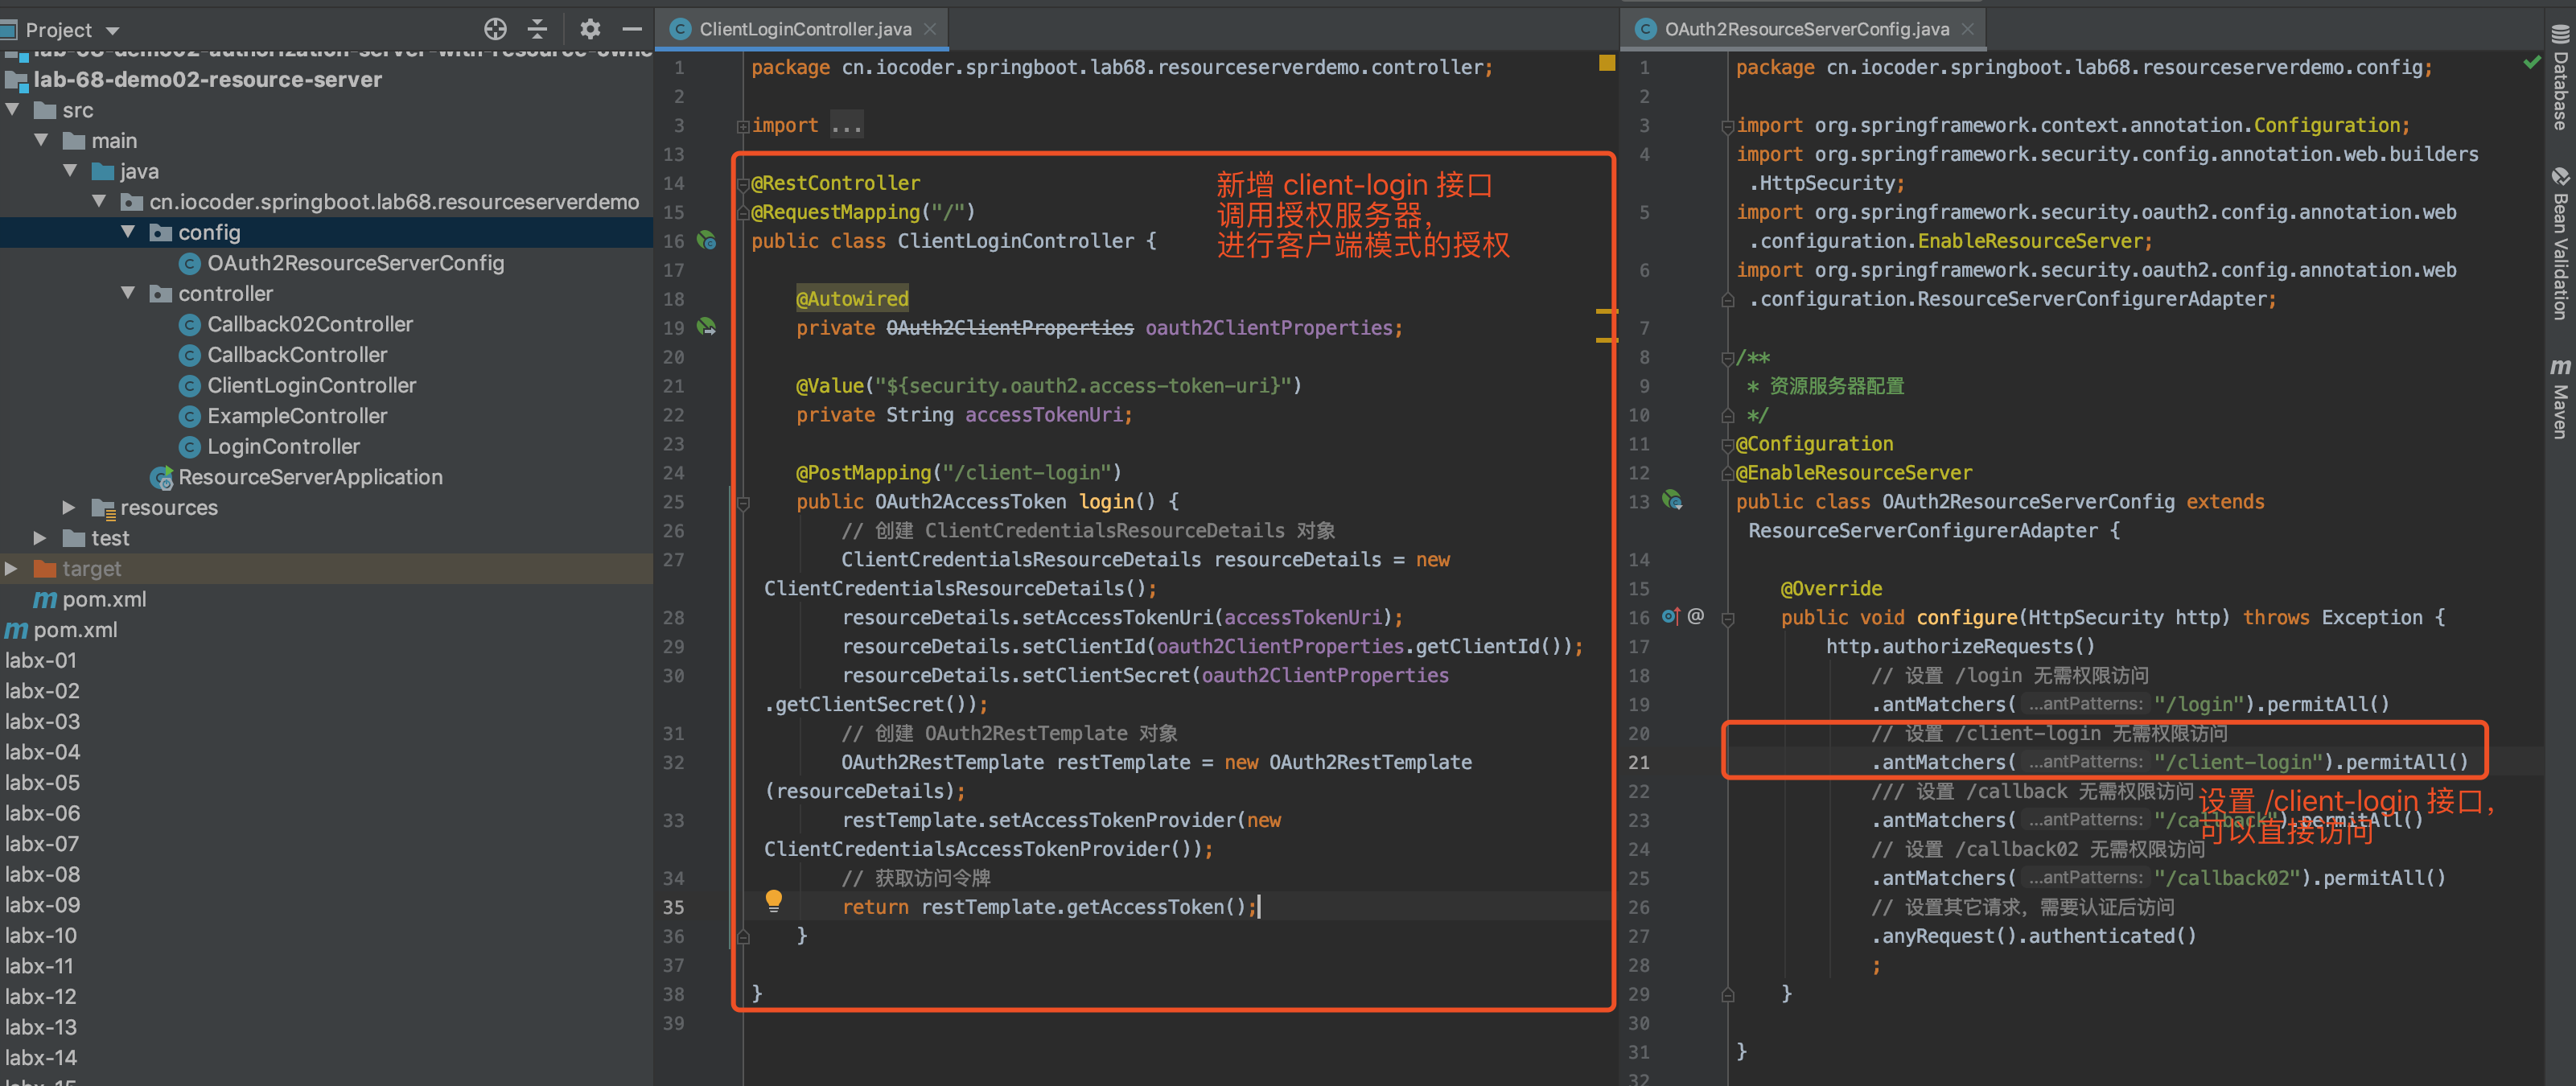 Project
lab-68-demo02-authorization-server-with-resource-owne
lab-68-demo02-resource-server
src
main
java
cn.iocoder.springboot.lab68.resourceserverdemo
config
OAuth2ResourceServerConfig
controller
Callback02Controller
CallbackController
ClientLoginController
ExampleController
LoginController
ResourceServerApplication
resources
test
target
pom.xml
pom.xml
labx-01
labx-02
labx-03
labx-04
labx-05
labx-06
labx-07
labx-08
labx-09
labx-10
labx-11
labx-12
labx-13
labx-14
labx-15
ClientLoginController.java
1 package cn.iocoder.springboot.lab68.resourceserverdemo.controller;
2
3 import ...
13
14 @RestController
15 @RequestMapping("/")
16 public class ClientLoginController {
17
18 @Autowired
19 private OAuth2ClientProperties oauth2ClientProperties;
20
21 @Value("${security.oauth2.access-token-uri}")
22 private String accessTokenUri;
23
24 @PostMapping("/client-login")
25 public OAuth2AccessToken login() {
26 // 创建 ClientCredentialsResourceDetails 对象
27 ClientCredentialsResourceDetails resourceDetails = new
ClientCredentialsResourceDetails();
28 resourceDetails.setAccessTokenUri(accessTokenUri);
29 resourceDetails.setClientId(oauth2ClientProperties.getClientId());
30 resourceDetails.setClientSecret(oauth2ClientProperties
.getClientSecret());
31 // 创建 OAuth2RestTemplate 对象
32 OAuth2RestTemplate restTemplate = new OAuth2RestTemplate
(resourceDetails);
33 restTemplate.setAccessTokenProvider(new
ClientCredentialsAccessTokenProvider());
34 // 获取访问令牌
35 return restTemplate.getAccessToken();
36 }
37
38 }
39
新增 client-login 接口
调用授权服务器，
进行客户端模式的授权
OAuth2ResourceServerConfig.java
1 package cn.iocoder.springboot.lab68.resourceserverdemo.config;
2
3 import org.springframework.context.annotation.Configuration;
4 import org.springframework.security.config.annotation.web.builders
.HttpSecurity;
5 import org.springframework.security.oauth2.config.annotation.web
.configuration.EnableResourceServer;
6 import org.springframework.security.oauth2.config.annotation.web
.configuration.ResourceServerConfigurerAdapter;
7
8 /**
9 * 资源服务器配置
10 */
11 @Configuration
12 @EnableResourceServer
13 public class OAuth2ResourceServerConfig extends
ResourceServerConfigurerAdapter {
14
15 @Override
16 public void configure(HttpSecurity http) throws Exception {
17 http.authorizeRequests()
18 // 设置 /login 无需权限访问
19 .antMatchers( ...antPatterns: "/login").permitAll()
20 // 设置 /client-login 无需权限访问
21 .antMatchers( ...antPatterns: "/client-login").permitAll()
22 /// 设置 /callback 无需权限访问
23 .antMatchers( ...antPatterns: "/callback").permitAll()
24 // 设置 /callback02 无需权限访问
25 .antMatchers( ...antPatterns: "/callback02").permitAll()
26 // 设置其它请求，需要认证后访问
27 .anyRequest().authenticated()
28 ;
29 }
30
31 }
32
设置 /client-login 接口，
可以直接访问
Database
Bean Validation
Maven